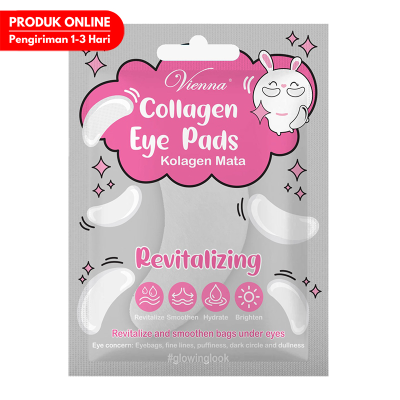 PRODUK ONLINE
Pengiriman 1-3 Hari
Vienna®
Collagen
Eye Pads
Kolagen Mata
Revitalizing
Revitalize Smoothen Hydrate Brighten
Revitalize and smoothen bags under eyes
Eye concern: Eyebags, fine lines, puffiness, dark circle and dullness
#glowinglook